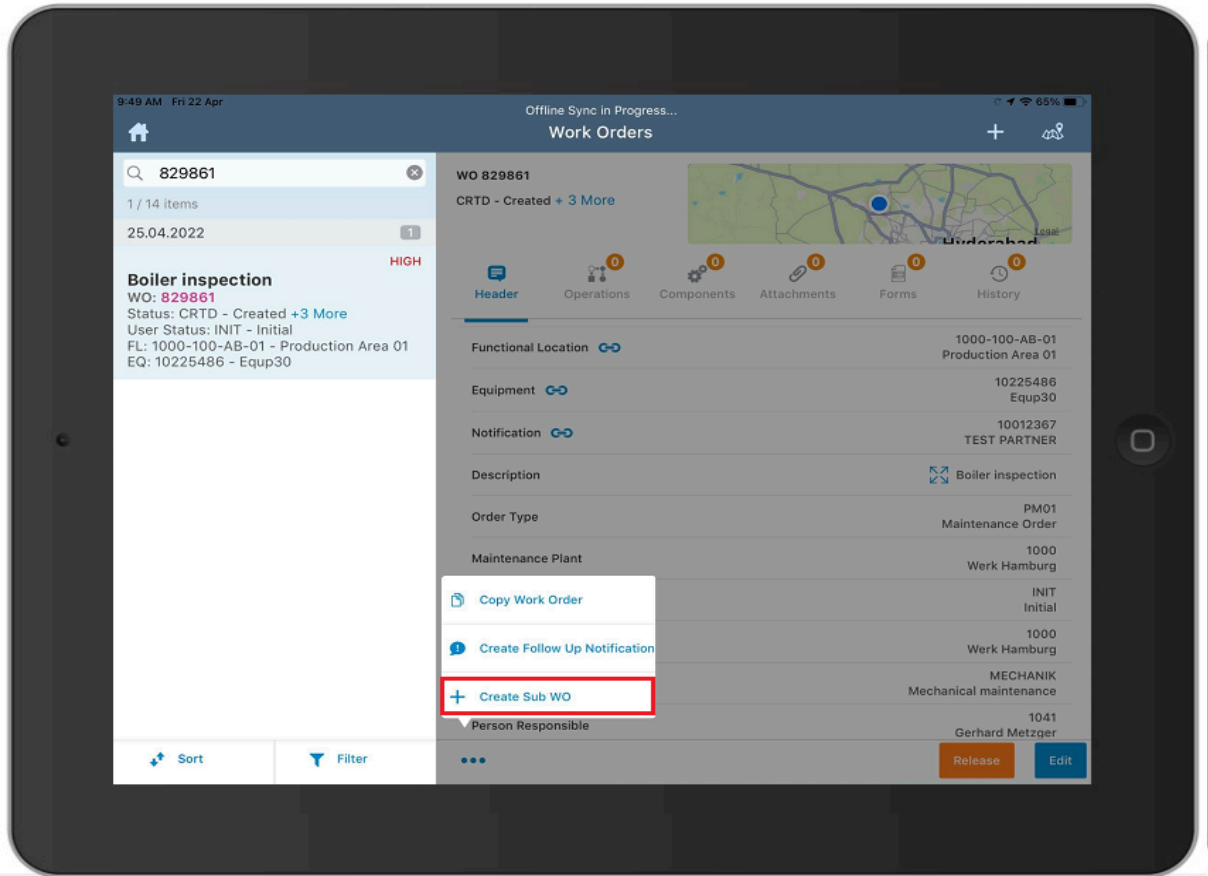 9:49 AM Fri 22 Apr
Offline Sync in Progress...
65%
Work Orders
829861
1 / 14 items
25.04.2022
1
HIGH
Boiler inspection
WO: 829861
Status: CRTD - Created +3 More
User Status: INIT - Initial
FL: 1000-100-AB-01 - Production Area 01
EQ: 10225486 - Equp30
Sort
Filter
WO 829861
CRTD - Created + 3 More
Legal
Hyderabad
0
0
0
0
0
Header
Operations
Components
Attachments
Forms
History
Functional Location
1000-100-AB-01
Production Area 01
Equipment
10225486
Equp30
Notification
10012367
TEST PARTNER
Description
Boiler inspection
Order Type
PM01
Maintenance Order
Maintenance Plant
1000
Werk Hamburg
INIT
Initial
1000
Werk Hamburg
MECHANIK
Mechanical maintenance
Person Responsible
1041
Gerhard Metzger
Copy Work Order
Create Follow Up Notification
Create Sub WO
Release
Edit